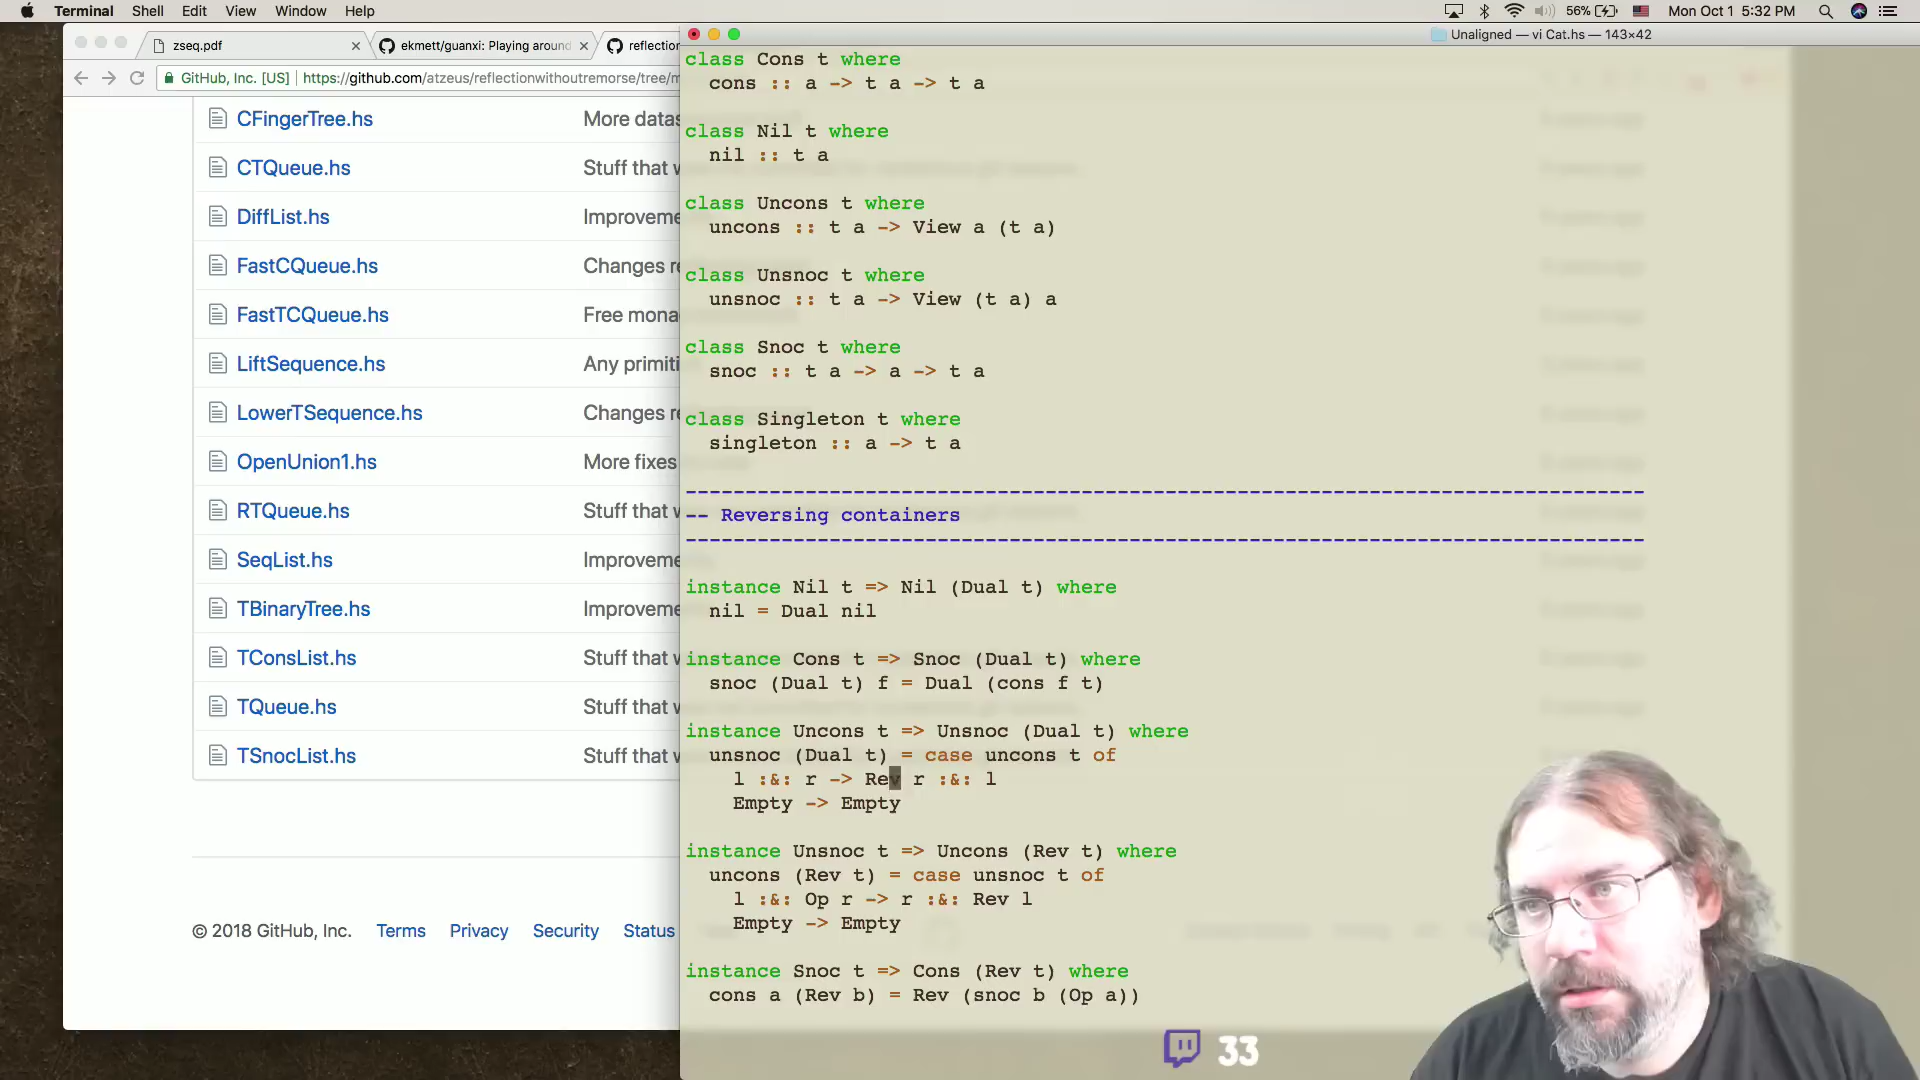 Terminal Shell Edit View Window Help 56% Mon Oct 1 5:32 PM
zseq.pdf ekmett/guanxi: Playing around reflection
Unaligned — vi Cat.hs — 143×42
GitHub, Inc. [US] https://github.com/atzeus/reflectionwithoutremorse/tree/m
CFingerTree.hs More datas
CTQueue.hs Stuff that w
DiffList.hs Improveme
FastCQueue.hs Changes re
FastTCQueue.hs Free mona
LiftSequence.hs Any primiti
LowerTSequence.hs Changes re
OpenUnion1.hs More fixes
RTQueue.hs Stuff that w
SeqList.hs Improveme
TBinaryTree.hs Improveme
TConsList.hs Stuff that w
TQueue.hs Stuff that w
TSnocList.hs Stuff that w
© 2018 GitHub, Inc. Terms Privacy Security Status
class Cons t where
cons :: a -> t a -> t a
class Nil t where
nil :: t a
class Uncons t where
uncons :: t a -> View a (t a)
class Unsnoc t where
unsnoc :: t a -> View (t a) a
class Snoc t where
snoc :: t a -> a -> t a
class Singleton t where
singleton :: a -> t a
--------------------------------------------------------------------------------
-- Reversing containers
--------------------------------------------------------------------------------
instance Nil t => Nil (Dual t) where
nil = Dual nil
instance Cons t => Snoc (Dual t) where
snoc (Dual t) f = Dual (cons f t)
instance Uncons t => Unsnoc (Dual t) where
unsnoc (Dual t) = case uncons t of
l :&: r -> Rev r :&: l
Empty -> Empty
instance Unsnoc t => Uncons (Rev t) where
uncons (Rev t) = case unsnoc t of
l :&: Op r -> r :&: Rev l
Empty -> Empty
instance Snoc t => Cons (Rev t) where
cons a (Rev b) = Rev (snoc b (Op a))
33